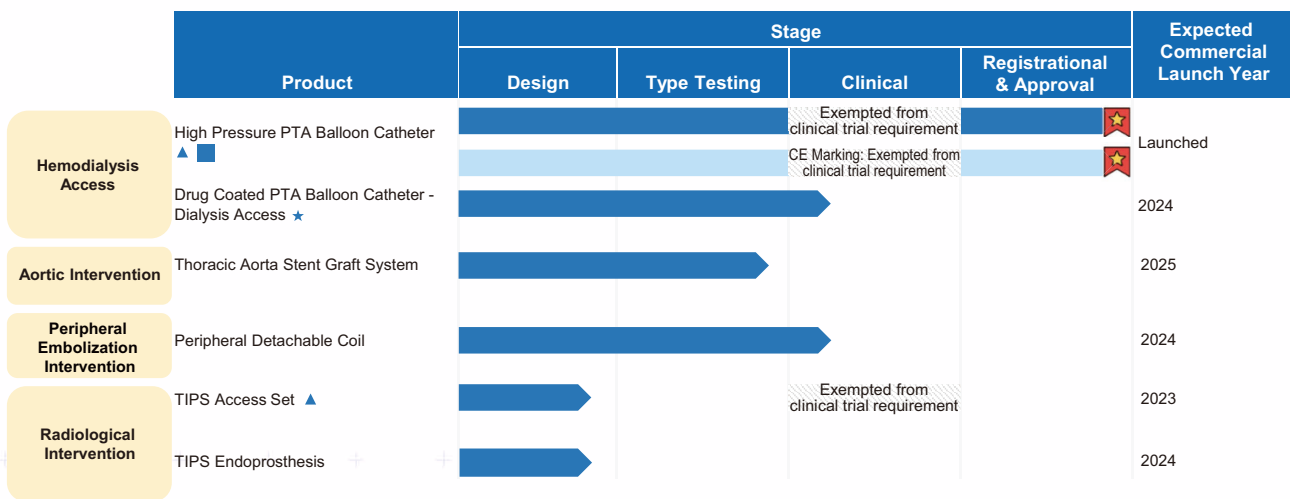 Product
Stage
Expected
Commercial
Launch Year
Design
Type Testing
Clinical
Registrational
& Approval
Hemodialysis
Access
High Pressure PTA Balloon Catheter
Exempted from
clinical trial requirement
CE Marking: Exempted from
clinical trial requirement
Launched
Drug Coated PTA Balloon Catheter -
Dialysis Access
2024
Aortic Intervention
Thoracic Aorta Stent Graft System
2025
Peripheral
Embolization
Intervention
Peripheral Detachable Coil
2024
Radiological
Intervention
TIPS Access Set
Exempted from
clinical trial requirement
2023
TIPS Endoprosthesis
2024